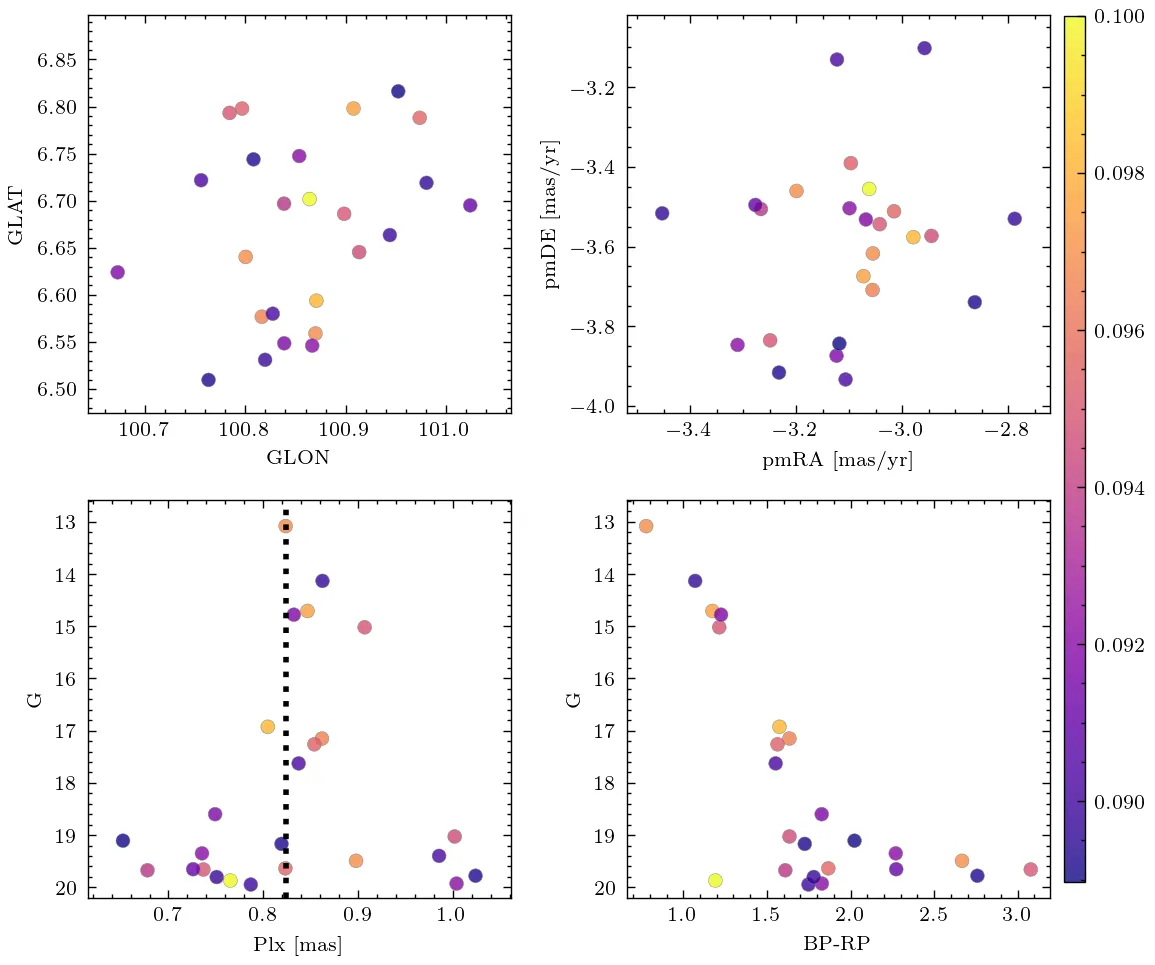 6.85
6.80
6.75
6.70
6.65
6.60
6.55
6.50
GLAT
100.7 100.8 100.9 101.0
GLON
−3.2
−3.4
−3.6
−3.8
−4.0
pmDE [mas/yr]
−3.4 −3.2 −3.0 −2.8
pmRA [mas/yr]
13
14
15
16
17
18
19
20
G
0.7 0.8 0.9 1.0
Plx [mas]
13
14
15
16
17
18
19
20
G
1.0 1.5 2.0 2.5 3.0
BP-RP
0.100
0.098
0.096
0.094
0.092
0.090